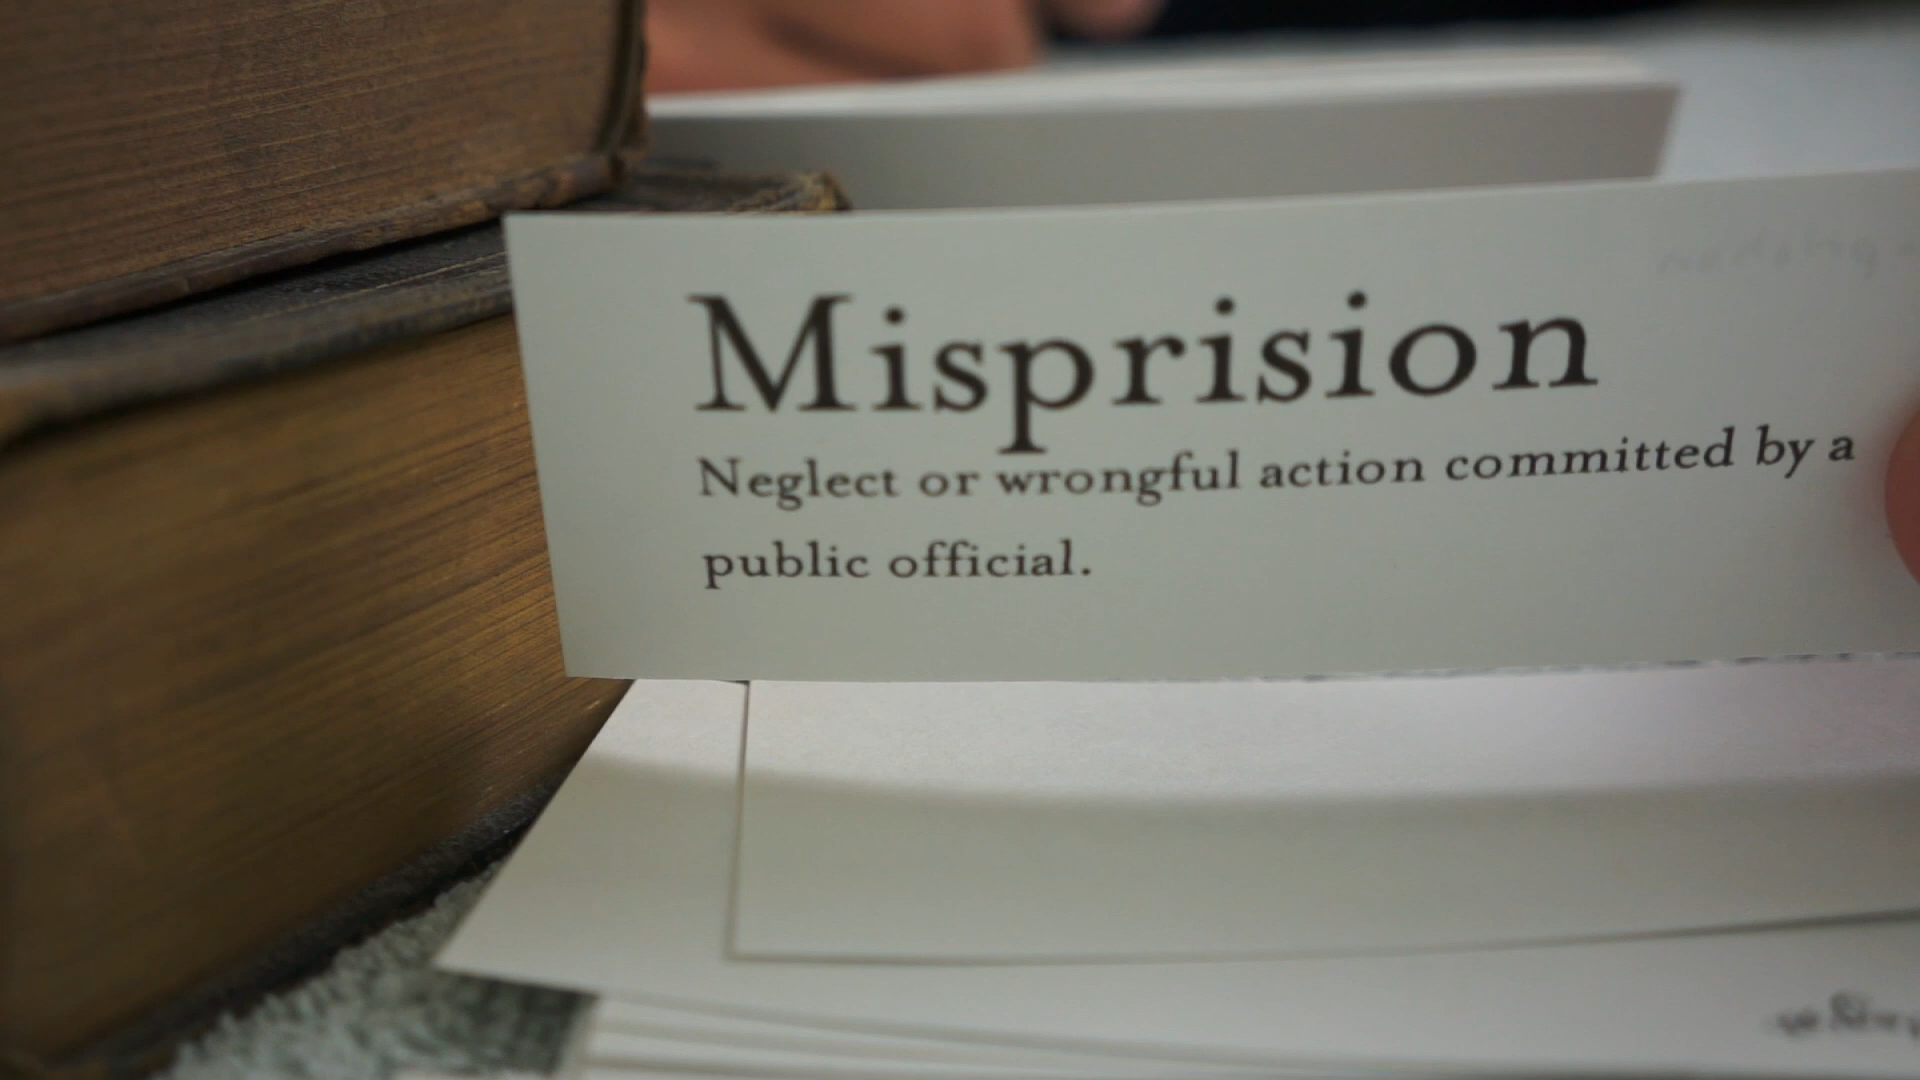 Misprision
Neglect or wrongful action committed by a
public official.